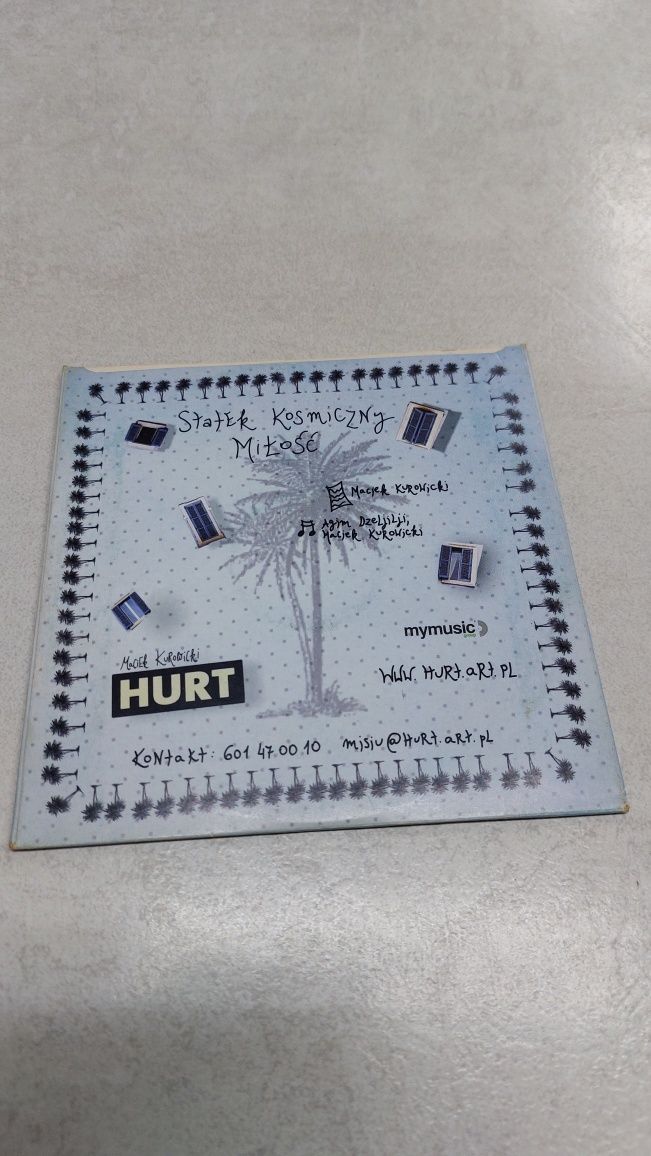 Statek Kosmiczny
Miłość
Maciek Kurowicki
Agim Dzeljilji,
Maciek Kurowicki
mymusic
group
Maciek Kurowicki
HURT
WWW.HURT.aRt.PL
Kontakt: 601 47 00 10 misiu@HuRt.aRt.pL